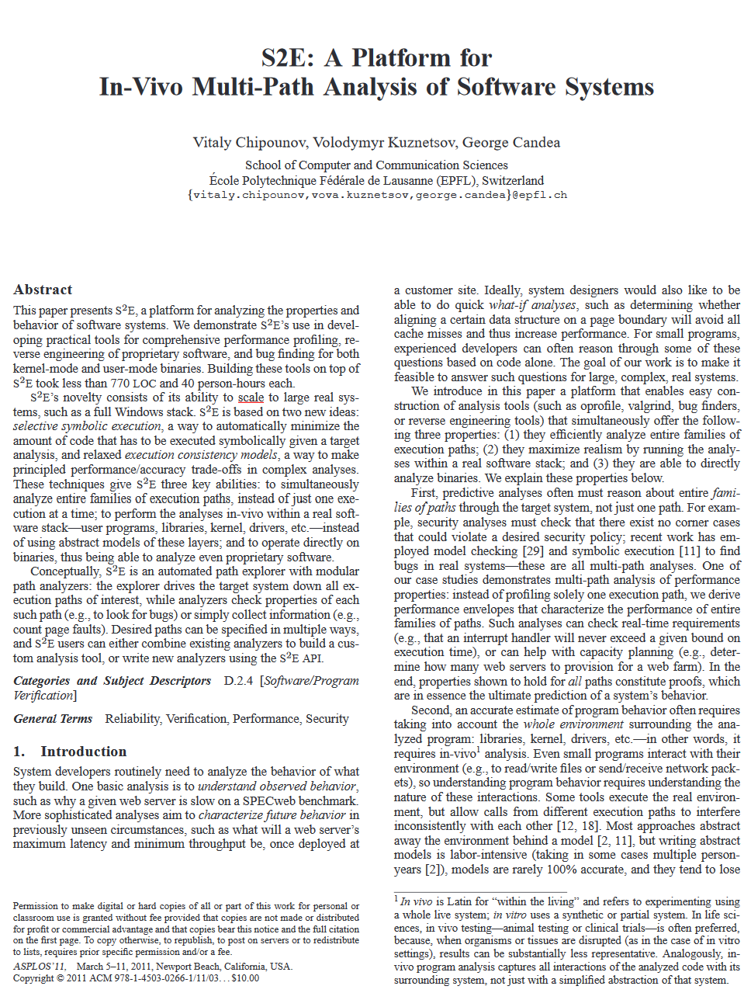 S2E: A Platform for
In-Vivo Multi-Path Analysis of Software Systems
Vitaly Chipounov, Volodymyr Kuznetsov, George Candea
School of Computer and Communication Sciences
École Polytechnique Fédérale de Lausanne (EPFL), Switzerland
{vitaly.chipounov,vova.kuznetsov,george.candea}@epfl.ch
Abstract
This paper presents S²E, a platform for analyzing the properties and
behavior of software systems. We demonstrate S²E's use in devel-
oping practical tools for comprehensive performance profiling, re-
verse engineering of proprietary software, and bug finding for both
kernel-mode and user-mode binaries. Building these tools on top of
S²E took less than 770 LOC and 40 person-hours each.
S²E's novelty consists of its ability to scale to large real sys-
tems, such as a full Windows stack. S²E is based on two new ideas:
selective symbolic execution, a way to automatically minimize the
amount of code that has to be executed symbolically given a target
analysis, and relaxed execution consistency models, a way to make
principled performance/accuracy trade-offs in complex analyses.
These techniques give S²E three key abilities: to simultaneously
analyze entire families of execution paths, instead of just one exe-
cution at a time; to perform the analyses in-vivo within a real soft-
ware stack—user programs, libraries, kernel, drivers, etc.—instead
of using abstract models of these layers; and to operate directly on
binaries, thus being able to analyze even proprietary software.
Conceptually, S²E is an automated path explorer with modular
path analyzers: the explorer drives the target system down all ex-
ecution paths of interest, while analyzers check properties of each
such path (e.g., to look for bugs) or simply collect information (e.g.,
count page faults). Desired paths can be specified in multiple ways,
and S²E users can either combine existing analyzers to build a cus-
tom analysis tool, or write new analyzers using the S²E API.
Categories and Subject Descriptors D.2.4 [Software/Program
Verification]
General Terms Reliability, Verification, Performance, Security
1. Introduction
System developers routinely need to analyze the behavior of what
they build. One basic analysis is to understand observed behavior,
such as why a given web server is slow on a SPECweb benchmark.
More sophisticated analyses aim to characterize future behavior in
previously unseen circumstances, such as what will a web server's
maximum latency and minimum throughput be, once deployed at
Permission to make digital or hard copies of all or part of this work for personal or
classroom use is granted without fee provided that copies are not made or distributed
for profit or commercial advantage and that copies bear this notice and the full citation
on the first page. To copy otherwise, to republish, to post on servers or to redistribute
to lists, requires prior specific permission and/or a fee.
ASPLOS'11, March 5–11, 2011, Newport Beach, California, USA.
Copyright © 2011 ACM 978-1-4503-0266-1/11/03...$10.00
a customer site. Ideally, system designers would also like to be
able to do quick what-if analyses, such as determining whether
aligning a certain data structure on a page boundary will avoid all
cache misses and thus increase performance. For small programs,
experienced developers can often reason through some of these
questions based on code alone. The goal of our work is to make it
feasible to answer such questions for large, complex, real systems.
We introduce in this paper a platform that enables easy con-
struction of analysis tools (such as oprofile, valgrind, bug finders,
or reverse engineering tools) that simultaneously offer the follow-
ing three properties: (1) they efficiently analyze entire families of
execution paths; (2) they maximize realism by running the analy-
ses within a real software stack; and (3) they are able to directly
analyze binaries. We explain these properties below.
First, predictive analyses often must reason about entire fami-
lies of paths through the target system, not just one path. For exam-
ple, security analyses must check that there exist no corner cases
that could violate a desired security policy; recent work has em-
ployed model checking [29] and symbolic execution [11] to find
bugs in real systems—these are all multi-path analyses. One of
our case studies demonstrates multi-path analysis of performance
properties: instead of profiling solely one execution path, we derive
performance envelopes that characterize the performance of entire
families of paths. Such analyses can check real-time requirements
(e.g., that an interrupt handler will never exceed a given bound on
execution time), or can help with capacity planning (e.g., deter-
mine how many web servers to provision for a web farm). In the
end, properties shown to hold for all paths constitute proofs, which
are in essence the ultimate prediction of a system's behavior.
Second, an accurate estimate of program behavior often requires
taking into account the whole environment surrounding the ana-
lyzed program: libraries, kernel, drivers, etc.—in other words, it
requires in-vivo¹ analysis. Even small programs interact with their
environment (e.g., to read/write files or send/receive network pack-
ets), so understanding program behavior requires understanding the
nature of these interactions. Some tools execute the real environ-
ment, but allow calls from different execution paths to interfere
inconsistently with each other [12, 18]. Most approaches abstract
away the environment behind a model [2, 11], but writing abstract
models is labor-intensive (taking in some cases multiple person-
years [2]), models are rarely 100% accurate, and they tend to lose
¹ In vivo is Latin for “within the living” and refers to experimenting using
a whole live system; in vitro uses a synthetic or partial system. In life sci-
ences, in vivo testing—animal testing or clinical trials—is often preferred,
because, when organisms or tissues are disrupted (as in the case of in vitro
settings), results can be substantially less representative. Analogously, in-
vivo program analysis captures all interactions of the analyzed code with its
surrounding system, not just with a simplified abstraction of that system.